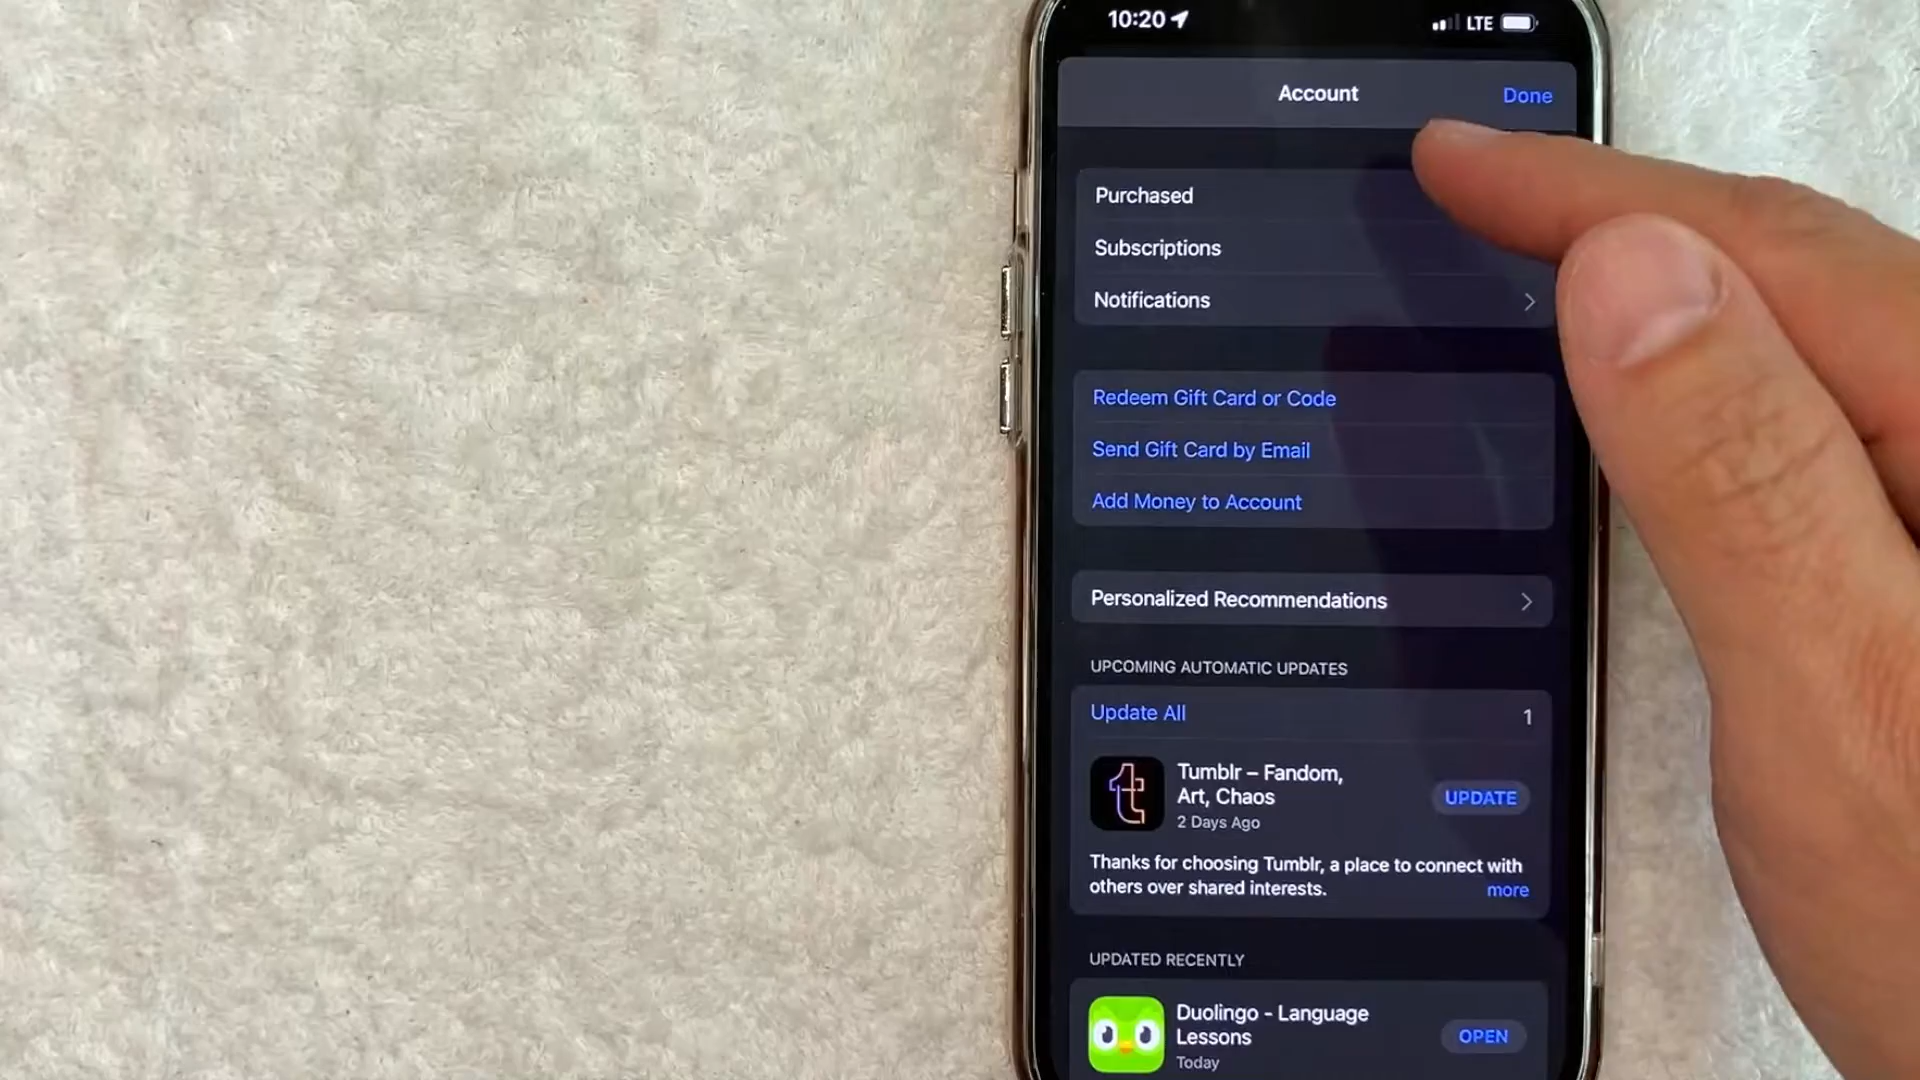 10:20
LTE
Account
Done
Purchased
Subscriptions
Notifications
Redeem Gift Card or Code
Send Gift Card by Email
Add Money to Account
Personalized Recommendations
UPCOMING AUTOMATIC UPDATES
Update All
1
Tumblr – Fandom,
Art, Chaos
2 Days Ago
UPDATE
Thanks for choosing Tumblr, a place to connect with
others over shared interests.
more
UPDATED RECENTLY
Duolingo - Language
Lessons
Today
OPEN